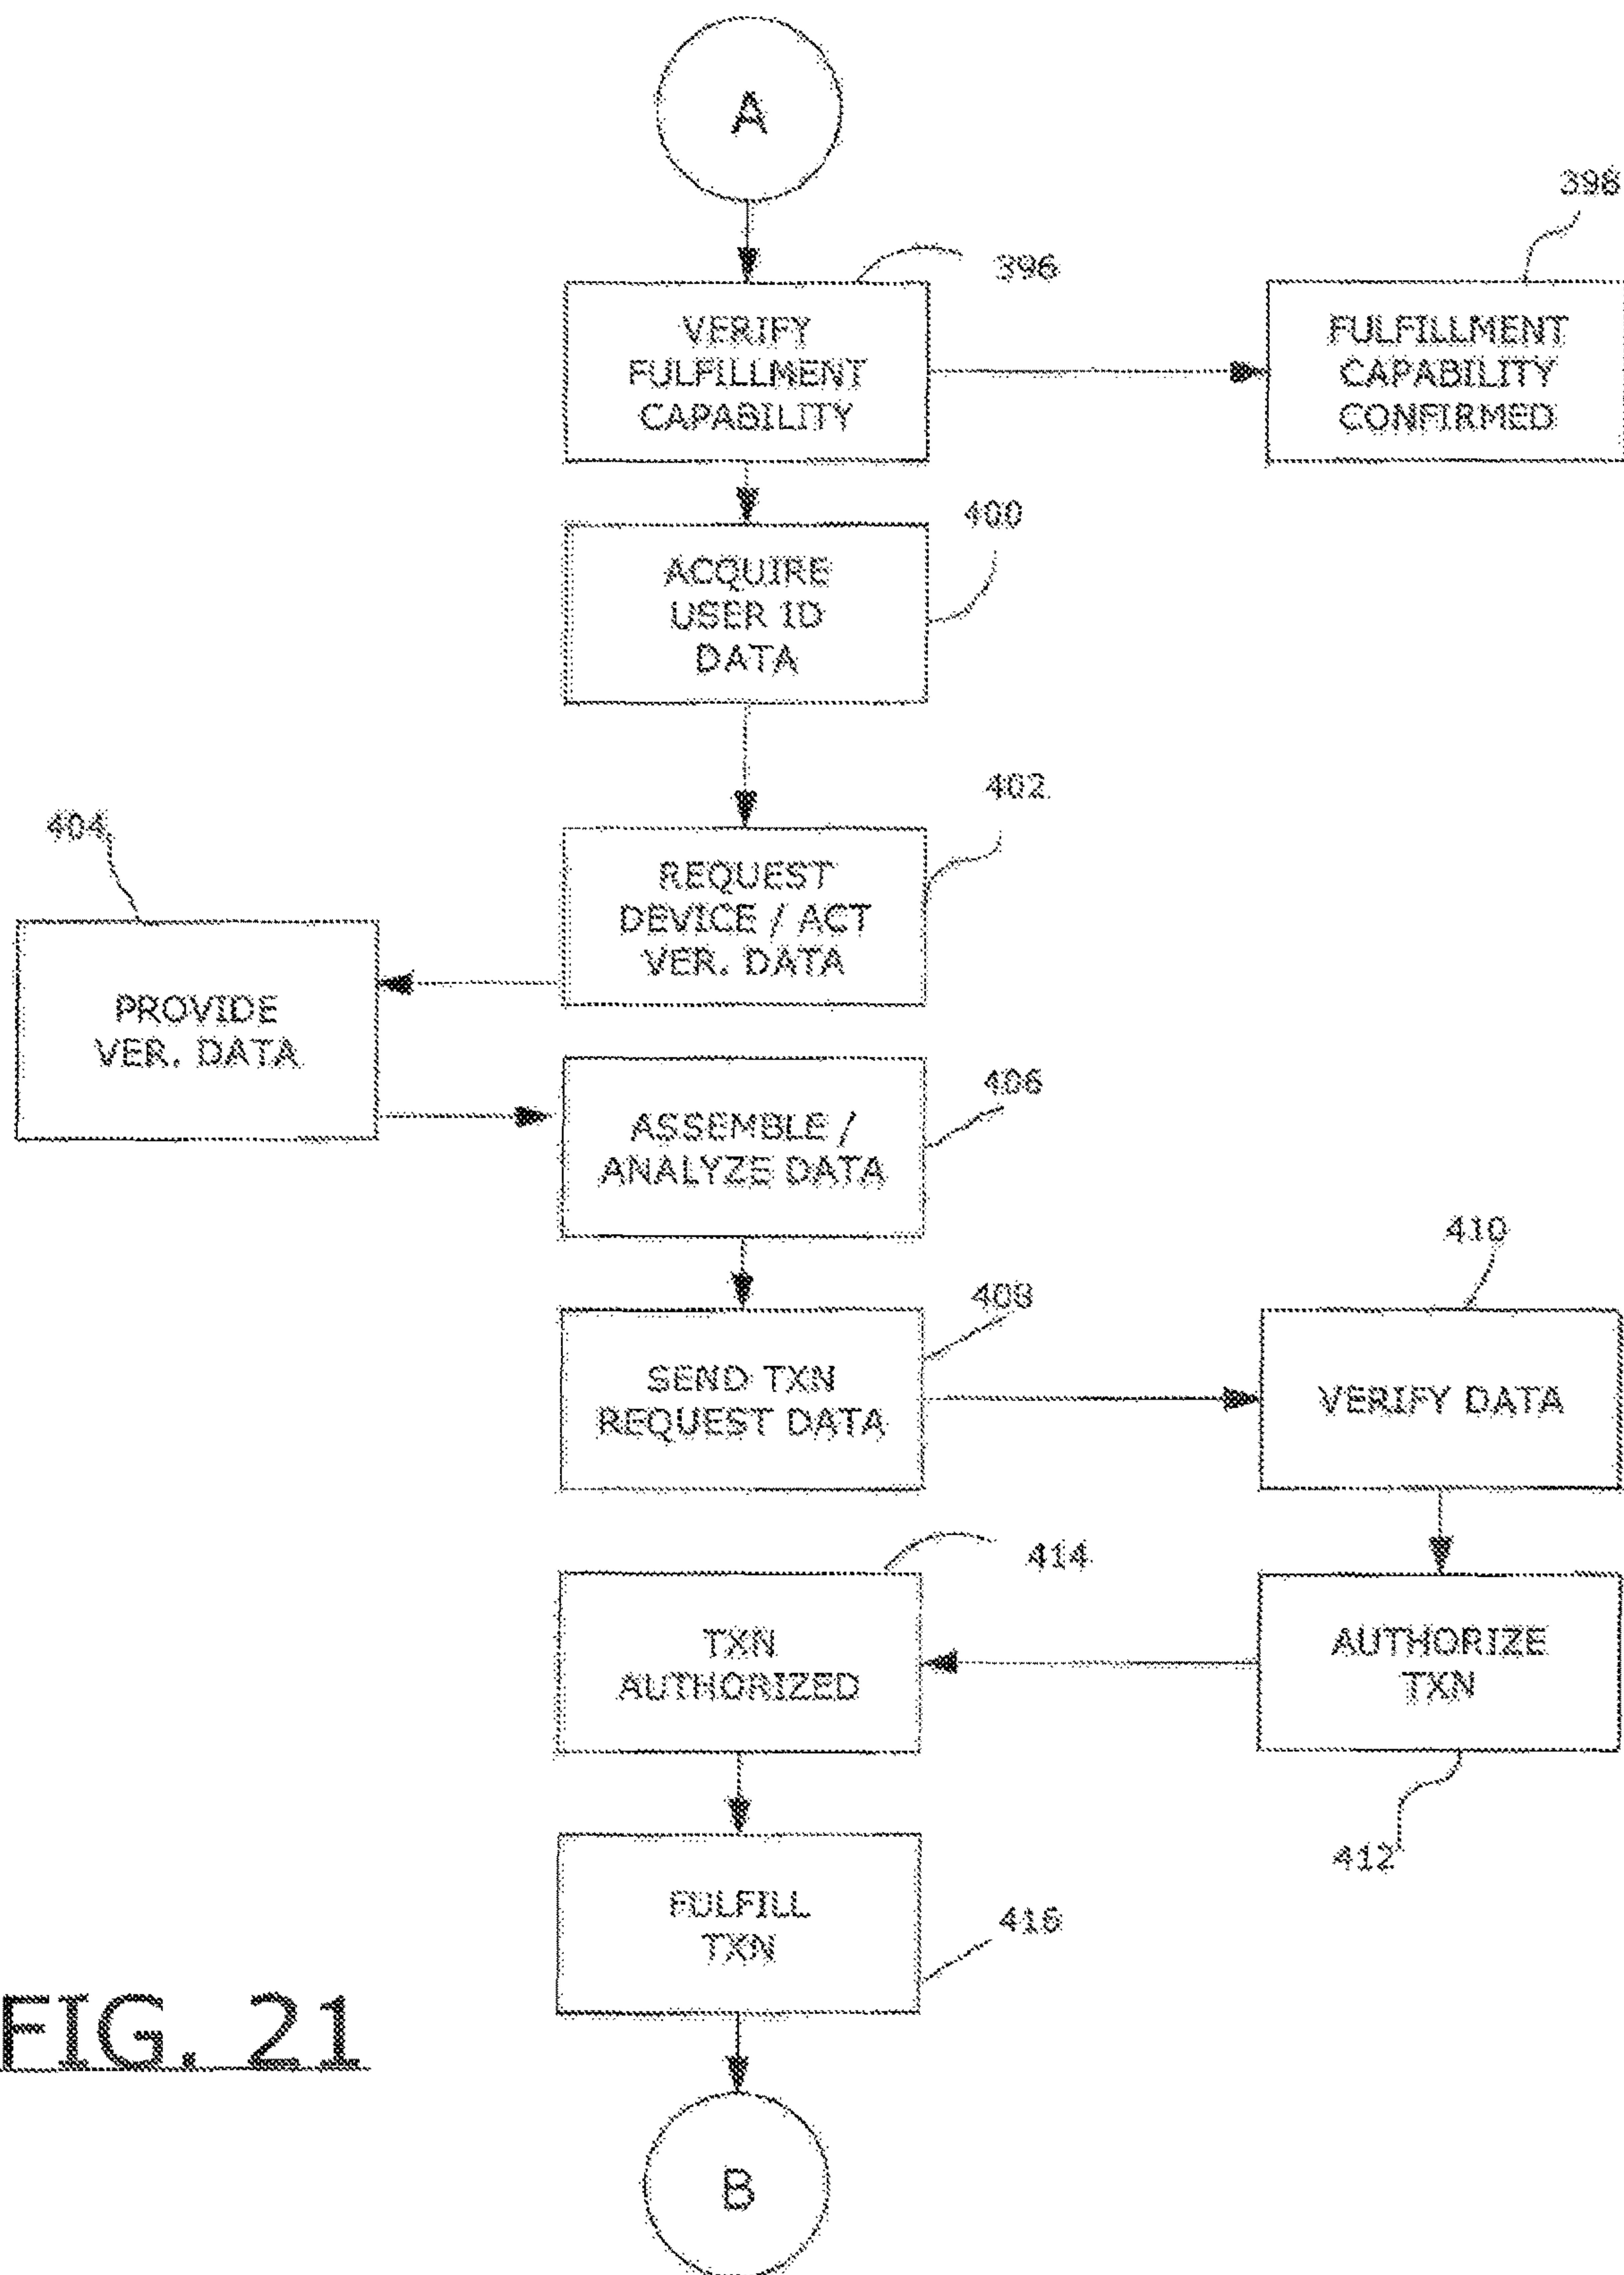 A
398
396
VERIFY
FULFILLMENT
CAPABILITY
FULFILLMENT
CAPABILITY
CONFIRMED
400
ACQUIRE
USER ID
DATA
402
404
REQUEST
DEVICE / ACT
VER. DATA
PROVIDE
VER. DATA
406
ASSEMBLE /
ANALYZE DATA
410
408
SEND TXN
REQUEST DATA
VERIFY DATA
414
TXN
AUTHORIZED
AUTHORIZE
TXN
412
416
FULFILL
TXN
FIG. 21
B